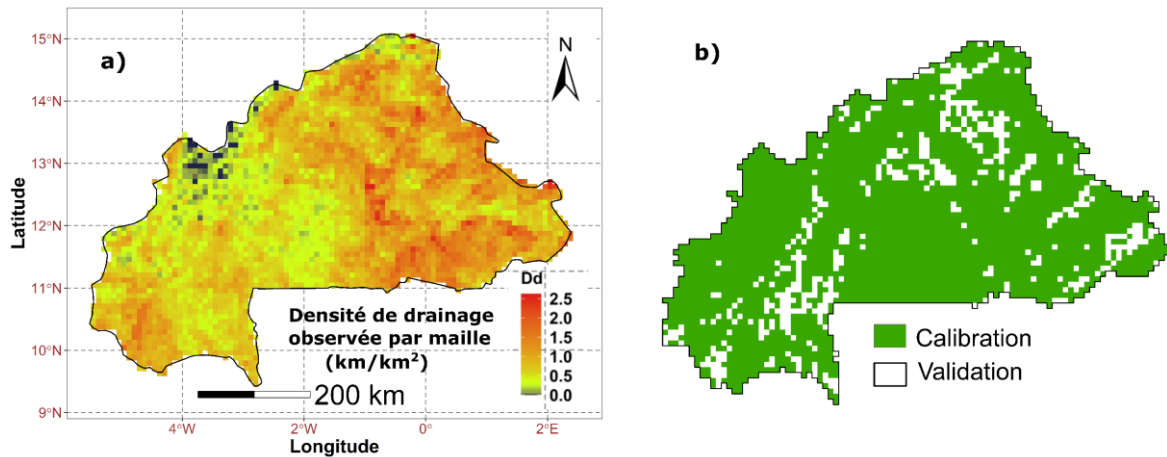 a)
N
15°N
14°N
13°N
12°N
11°N
10°N
9°N
Latitude
4°W
2°W
0°
2°E
Longitude
Densité de drainage
observée par maille
(km/km²)
200 km
Dd
2.5
2.0
1.5
1.0
0.5
0.0
b)
Calibration
Validation